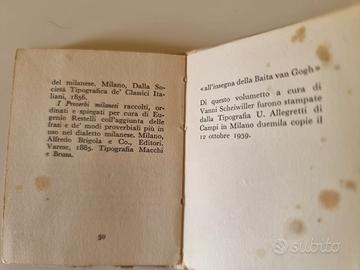 del milanese. Milano, Dalla So-
cietà Tipografica de' Classici Ita-
liani, 1856.
I Proverbi milanesi raccolti, or-
dinati e spiegati per cura di Eu-
genio Restelli coll'aggiunta delle
frasi e de' modi proverbiali più in
uso nel dialetto milanese. Milano,
Alfredo Brigola e Co., Editori.
Varese, 1885. Tipografia Macchi
e Brusa.
30
«all'insegna della Baita van Gogh»
Di questo volumetto a cura di
Vanni Scheiwiller furono stampate
dalla Tipografia U. Allegretti di
Campi in Milano duemila copie il
12 ottobre 1959.
subito